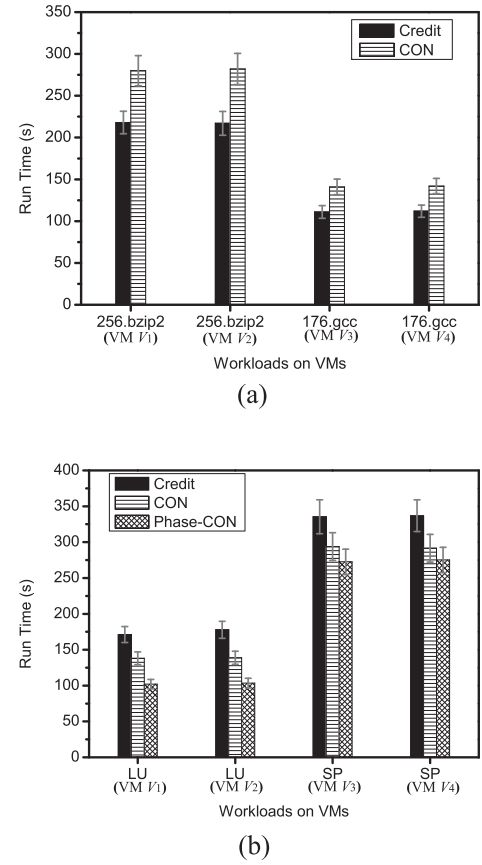 350
300
250
200
150
100
50
0
Run Time (s)
Credit
CON
256.bzip2 256.bzip2 176.gcc 176.gcc
(VM V1) (VM V2) (VM V3) (VM V4)
Workloads on VMs
(a)
400
350
300
250
200
150
100
50
0
Run Time (s)
Credit
CON
Phase-CON
LU LU SP SP
(VM V1) (VM V2) (VM V3) (VM V4)
Workloads on VMs
(b)